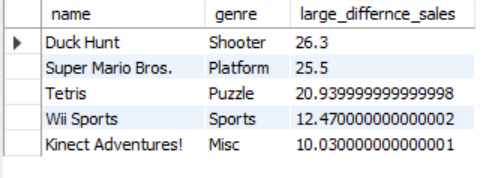 name genre large_differnce_sales
Duck Hunt Shooter 26.3
Super Mario Bros. Platform 25.5
Tetris Puzzle 20.939999999999998
Wii Sports Sports 12.470000000000002
Kinect Adventures! Misc 10.030000000000001